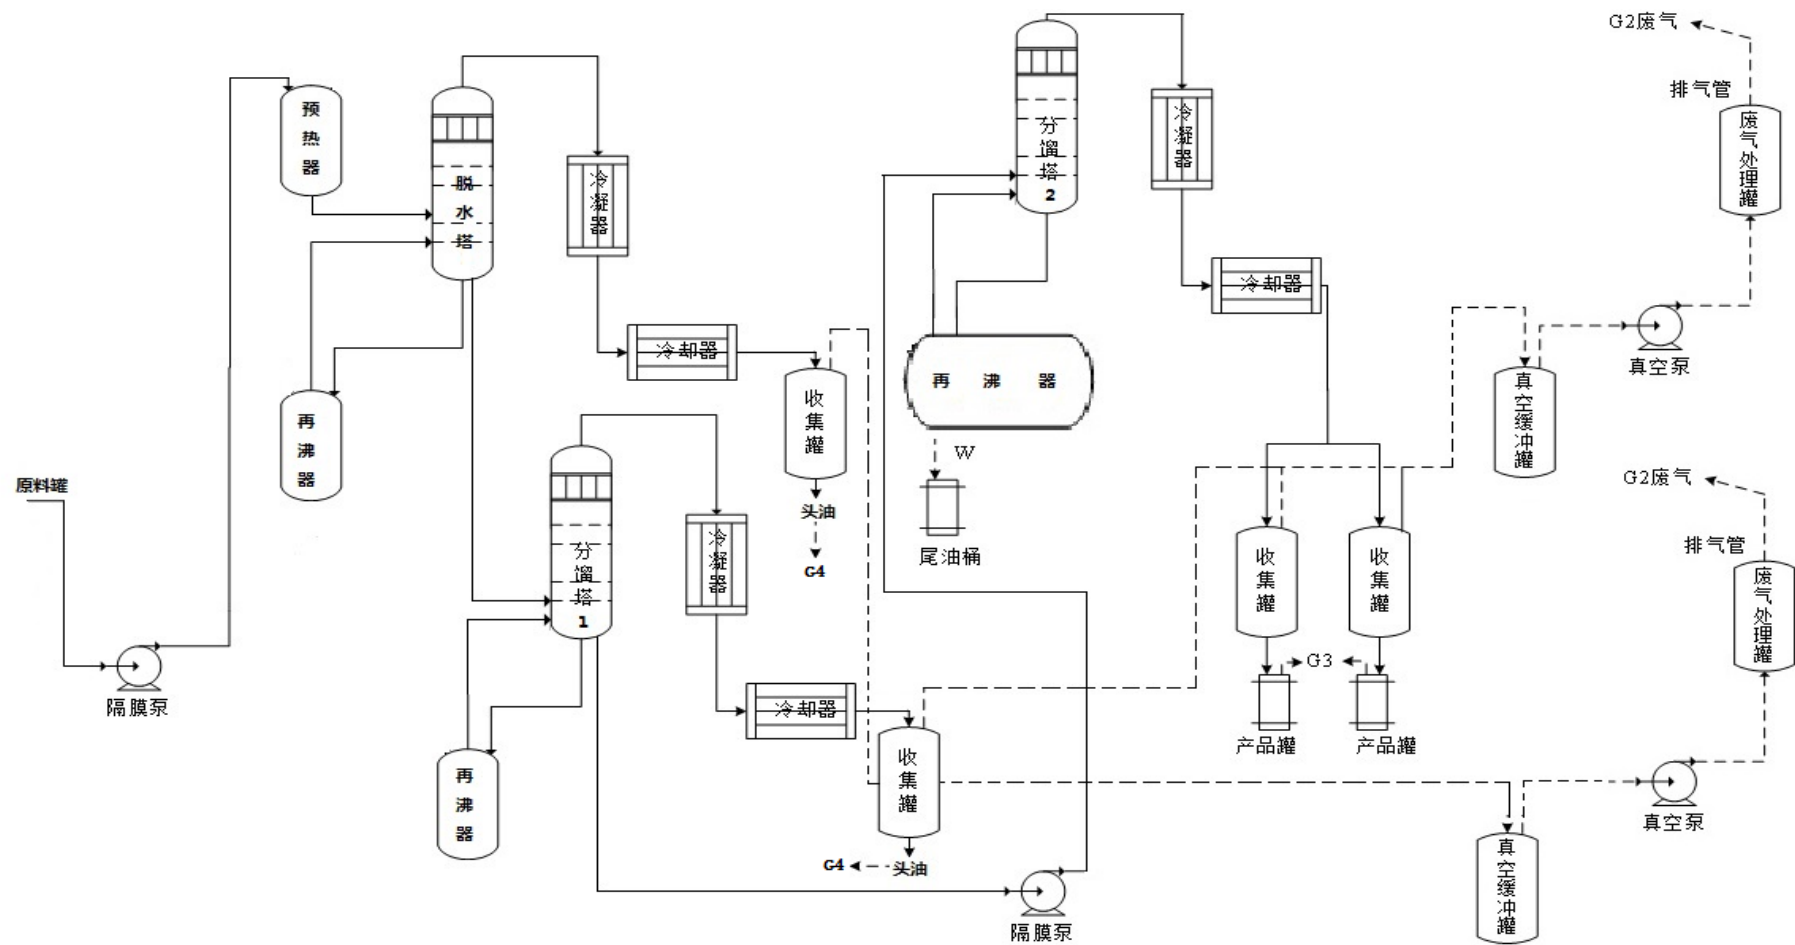 G2废气
排气管
废气处理罐
真空泵
预热器
脱水塔
冷凝器
冷却器
收集罐
头油
G4
再沸器
原料罐
隔膜泵
分馏塔1
冷凝器
冷却器
收集罐
头油
G4
再沸器
隔膜泵
分馏塔2
冷凝器
冷却器
再沸器
W
尾油桶
收集罐
收集罐
G3
产品罐
产品罐
真空缓冲罐
G2废气
排气管
废气处理罐
真空泵
真空缓冲罐